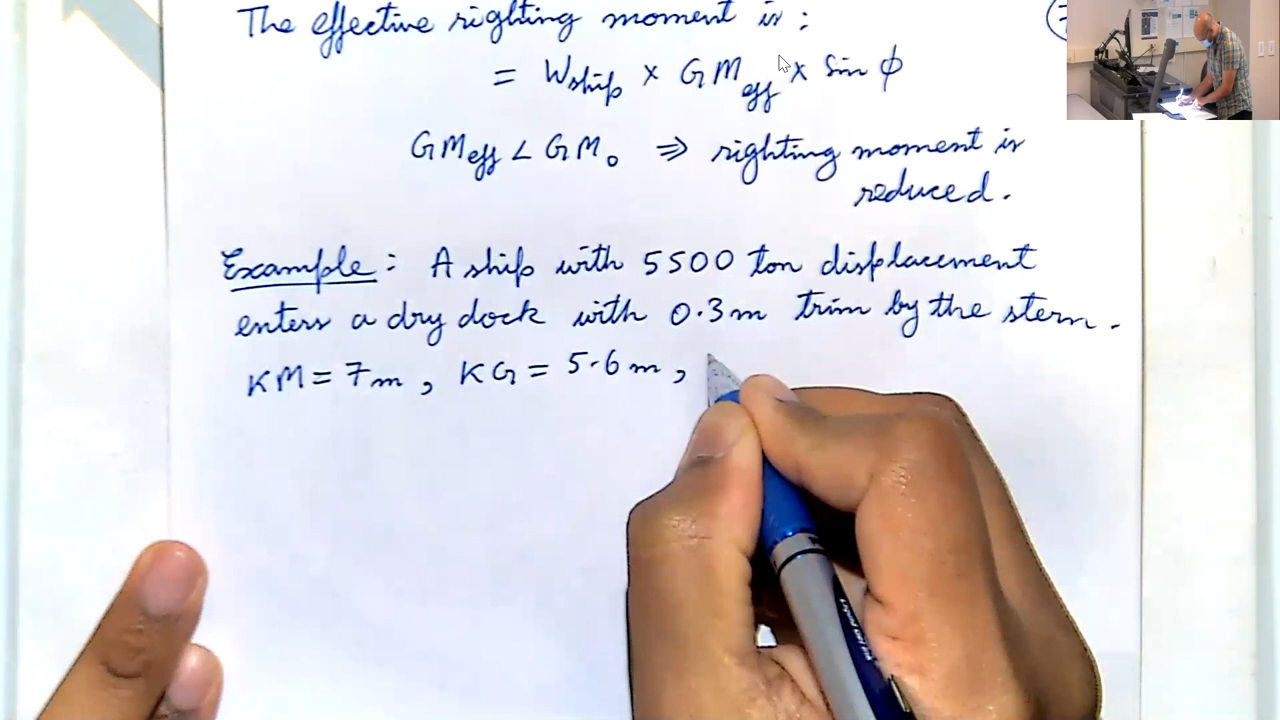 The effective righting moment is :
= Wship × GMeff × Sin ϕ
GMeff < GM₀ ⇒ righting moment is
reduced.
Example: A ship with 5500 ton displacement
enters a dry dock with 0.3m trim by the stern.
KM = 7m, KG = 5.6m,